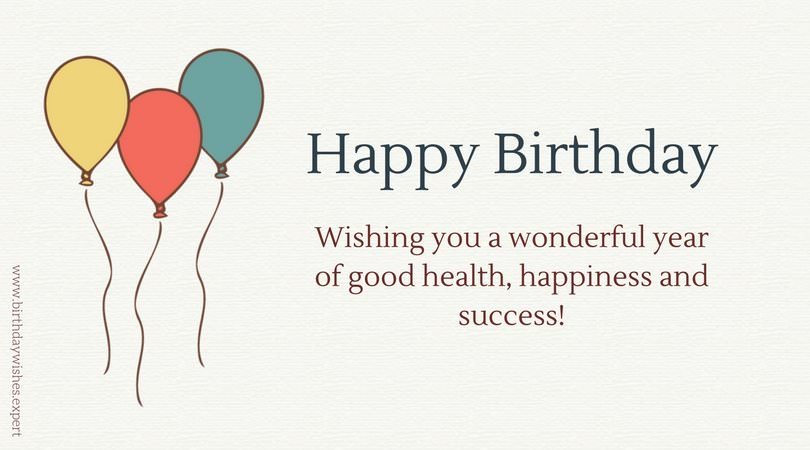 Happy Birthday
Wishing you a wonderful year
of good health, happiness and
success!
www.birthdaywishes.expert